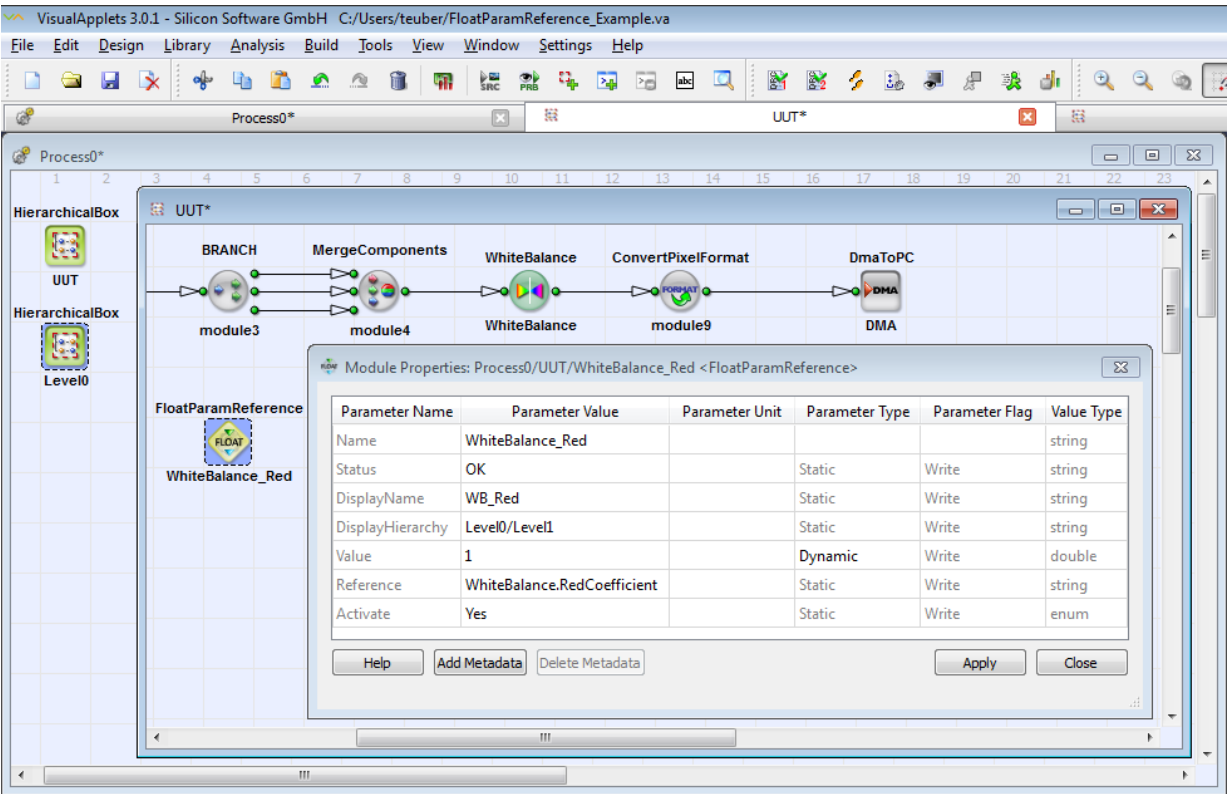 VisualApplets 3.0.1 - Silicon Software GmbH C:/Users/teuber/FloatParamReference_Example.va
File Edit Design Library Analysis Build Tools View Window Settings Help
SRC PRB abc
Process0* UUT*
Process0*
1 2 3 4 5 6 7 8 9 10 11 12 13 14 15 16 17 18 19 20 21 22 23
HierarchicalBox
UUT
HierarchicalBox
Level0
UUT*
BRANCH MergeComponents WhiteBalance ConvertPixelFormat DmaToPC
FORMAT DMA
module3 module4 WhiteBalance module9 DMA
FloatParamReference
FLOAT
WhiteBalance_Red
FLOAT Module Properties: Process0/UUT/WhiteBalance_Red <FloatParamReference>
Parameter Name Parameter Value Parameter Unit Parameter Type Parameter Flag Value Type
Name WhiteBalance_Red string
Status OK Static Write string
DisplayName WB_Red Static Write string
DisplayHierarchy Level0/Level1 Static Write string
Value 1 Dynamic Write double
Reference WhiteBalance.RedCoefficient Static Write string
Activate Yes Static Write enum
Help Add Metadata Delete Metadata Apply Close